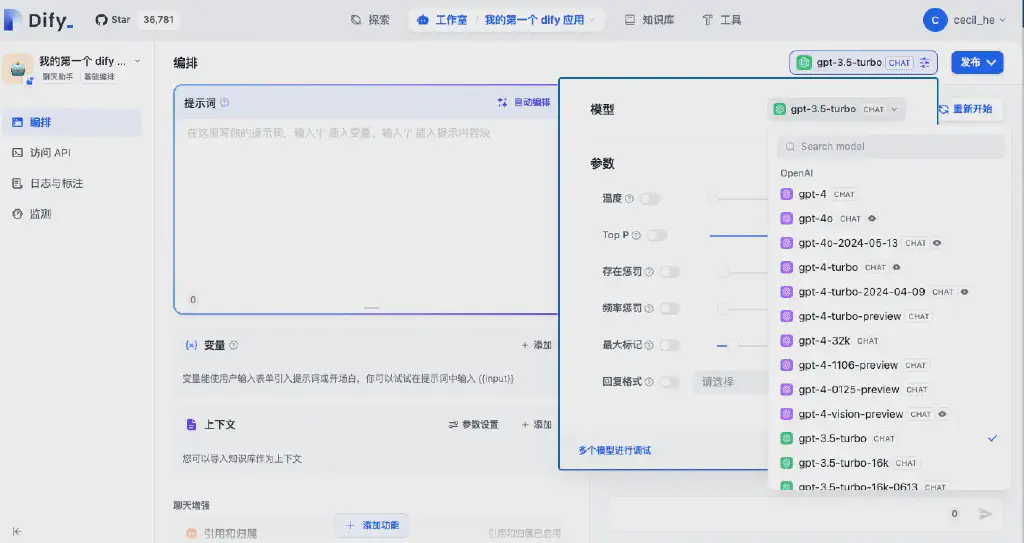 Dify_
Star 36,781
探索
工作室 / 我的第一个 dify 应用
知识库
工具
C cecil_he
我的第一个 dify ...
聊天助手 基础编排
编排
访问 API
日志与标注
监测
编排
gpt-3.5-turbo CHAT
发布
提示词
自动编排
在这里写你的提示词，输入'{' 插入变量、输入'/' 插入提示内容块
0
{x} 变量
+ 添加
变量能使用户输入表单引入提示词或开场白，你可以试试在提示词中输入 {{input}}
上下文
参数设置
+ 添加
您可以导入知识库作为上下文
聊天增强
引用和归属
+ 添加功能
引用和归属已启用
模型
gpt-3.5-turbo CHAT
重新开始
参数
温度
Top P
存在惩罚
频率惩罚
最大标记
回复格式
请选择
多个模型进行调试
Search model
OpenAI
gpt-4 CHAT
gpt-4o CHAT
gpt-4o-2024-05-13 CHAT
gpt-4-turbo CHAT
gpt-4-turbo-2024-04-09 CHAT
gpt-4-turbo-preview CHAT
gpt-4-32k CHAT
gpt-4-1106-preview CHAT
gpt-4-0125-preview CHAT
gpt-4-vision-preview CHAT
gpt-3.5-turbo CHAT
gpt-3.5-turbo-16k CHAT
gpt-3.5-turbo-16k-0613 CHAT
0